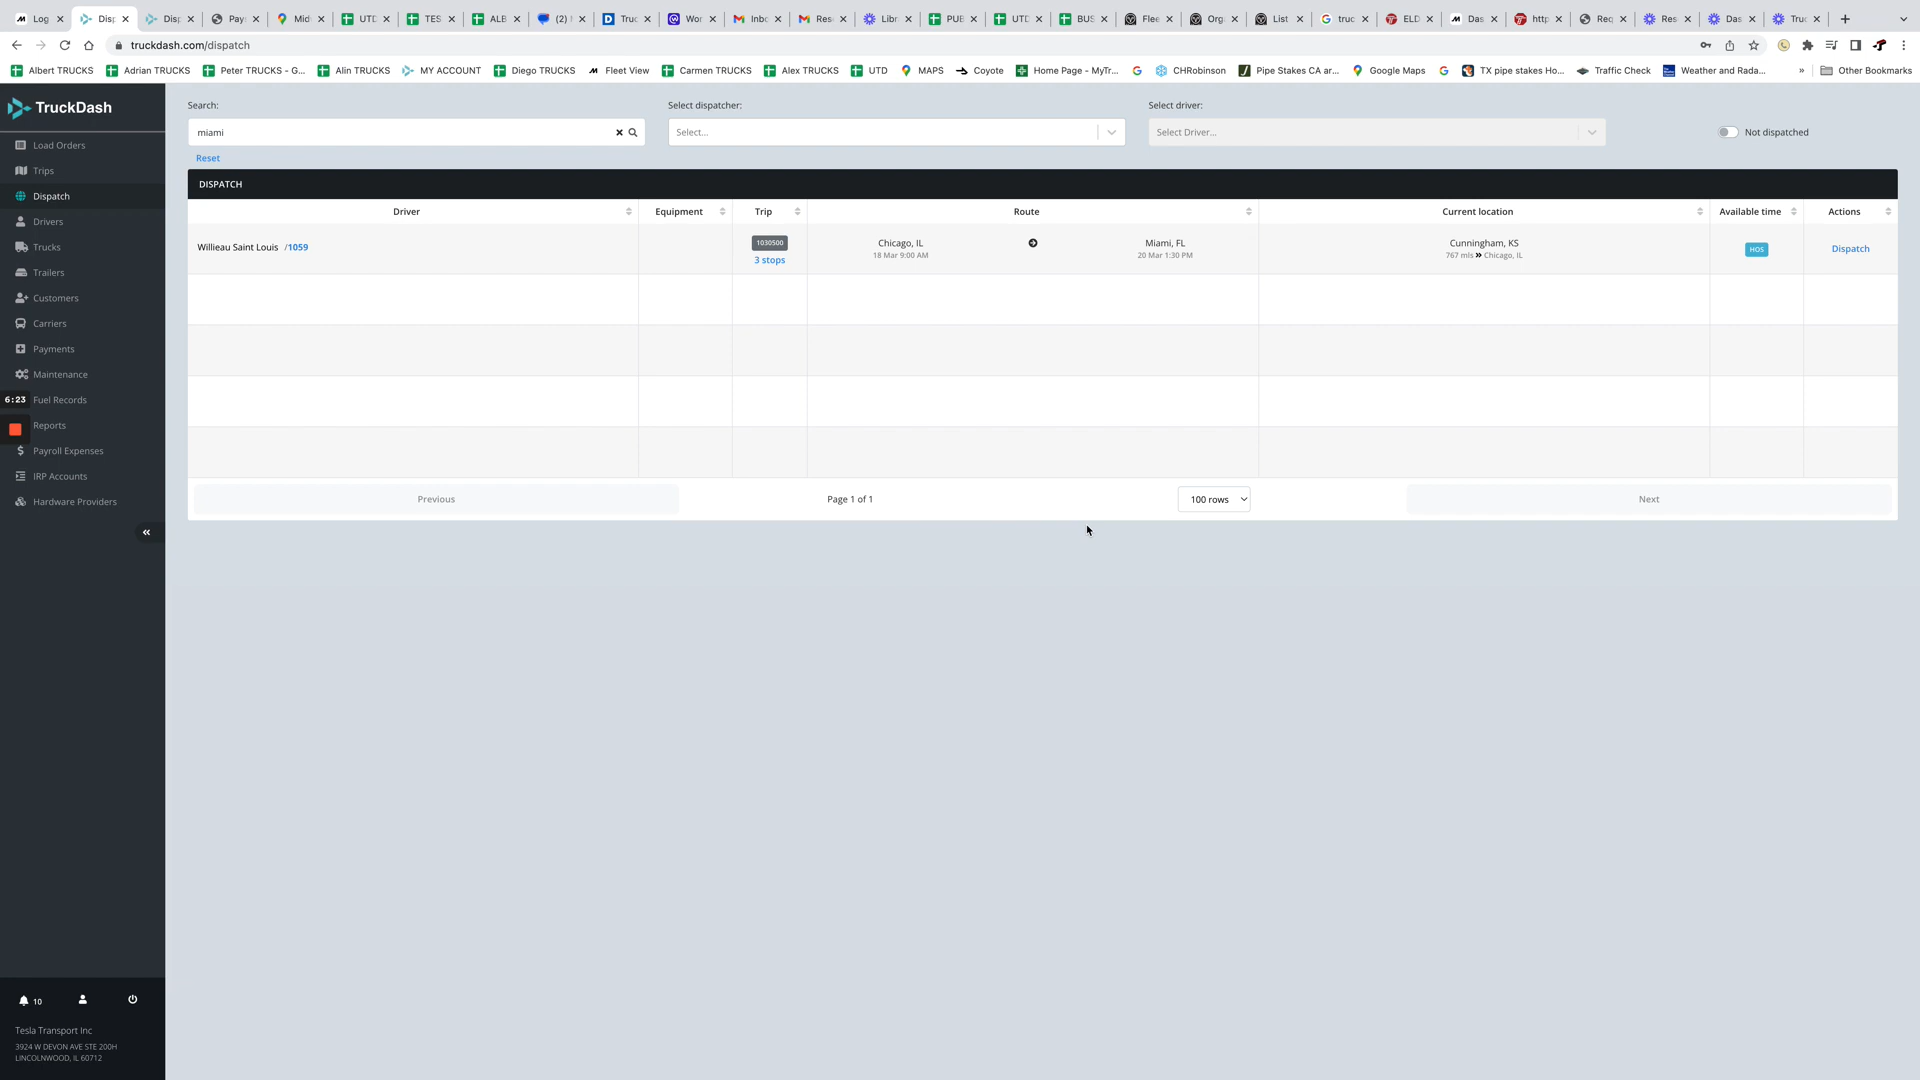 Log
Disp
Disp
Pay
Mid
UTD
TES
ALB
(2)
Truc
Wor
Inbo
Res
Libr
PUB
UTD
BUS
Flee
Org
List
truc
ELD
Das
http
Req
Res
Das
Truc
truckdash.com/dispatch
Albert TRUCKS
Adrian TRUCKS
Peter TRUCKS - G...
Alin TRUCKS
MY ACCOUNT
Diego TRUCKS
Fleet View
Carmen TRUCKS
Alex TRUCKS
UTD
MAPS
Coyote
Home Page - MyTr...
CHRobinson
Pipe Stakes CA ar...
Google Maps
TX pipe stakes Ho...
Traffic Check
Weather and Rada...
»
Other Bookmarks
TruckDash
Load Orders
Trips
Dispatch
Drivers
Trucks
Trailers
Customers
Carriers
Payments
Maintenance
6:23
Fuel Records
Reports
Payroll Expenses
IRP Accounts
Hardware Providers
10
Tesla Transport Inc
3924 W DEVON AVE STE 200H
LINCOLNWOOD, IL 60712
Search:
Select dispatcher:
Select driver:
miami
Select...
Select Driver...
Not dispatched
Reset
DISPATCH
Driver
Equipment
Trip
Route
Current location
Available time
Actions
Willieau Saint Louis /1059
1030500
3 stops
Chicago, IL
18 Mar 9:00 AM
Miami, FL
20 Mar 1:30 PM
Cunningham, KS
767 mls » Chicago, IL
HOS
Dispatch
Previous
Page 1 of 1
100 rows
Next